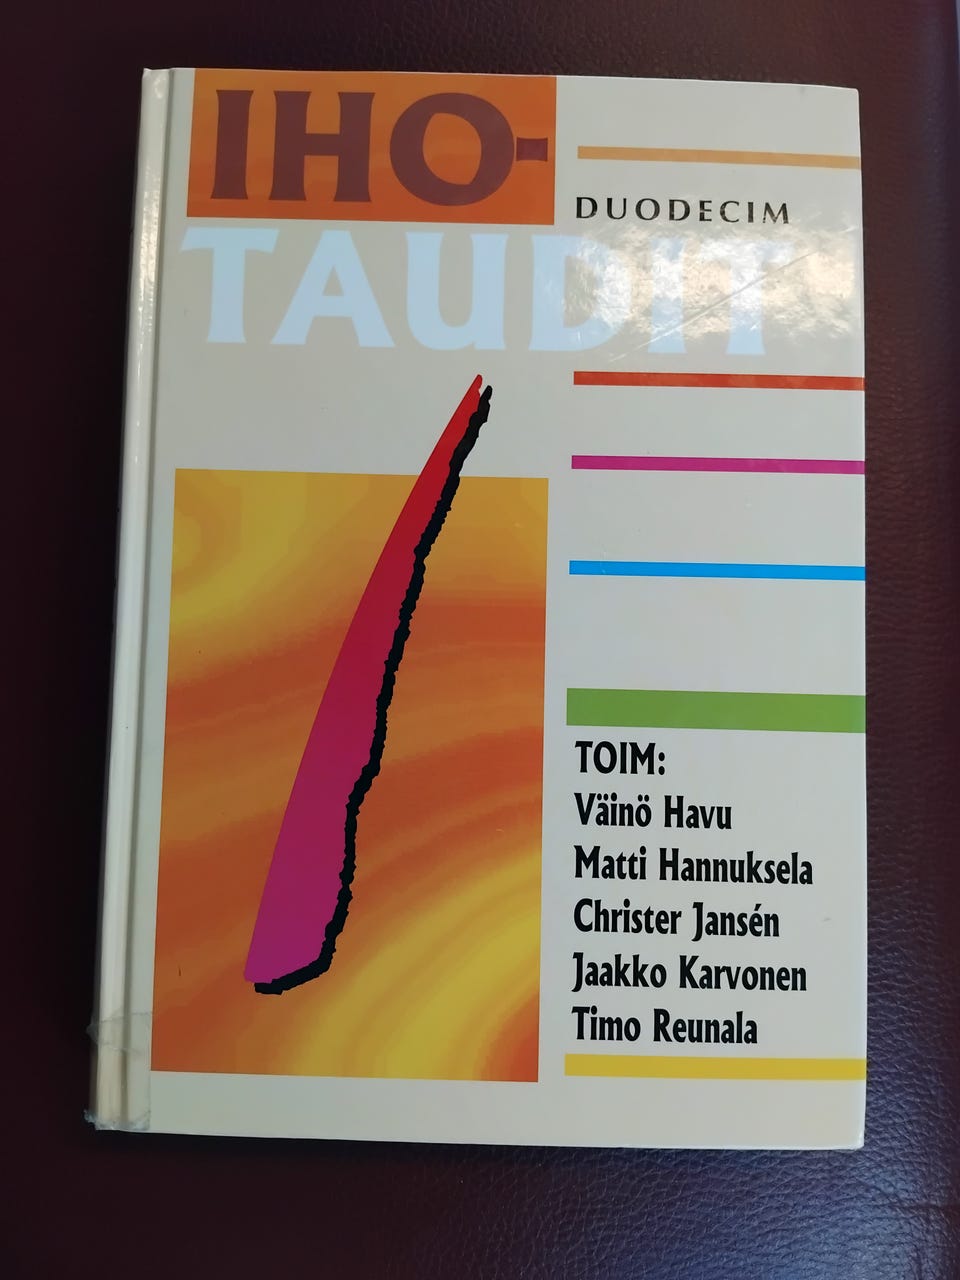 IHO-
TAUDIT
DUODECIM
TOIM:
Väinö Havu
Matti Hannuksela
Christer Jansén
Jaakko Karvonen
Timo Reunala